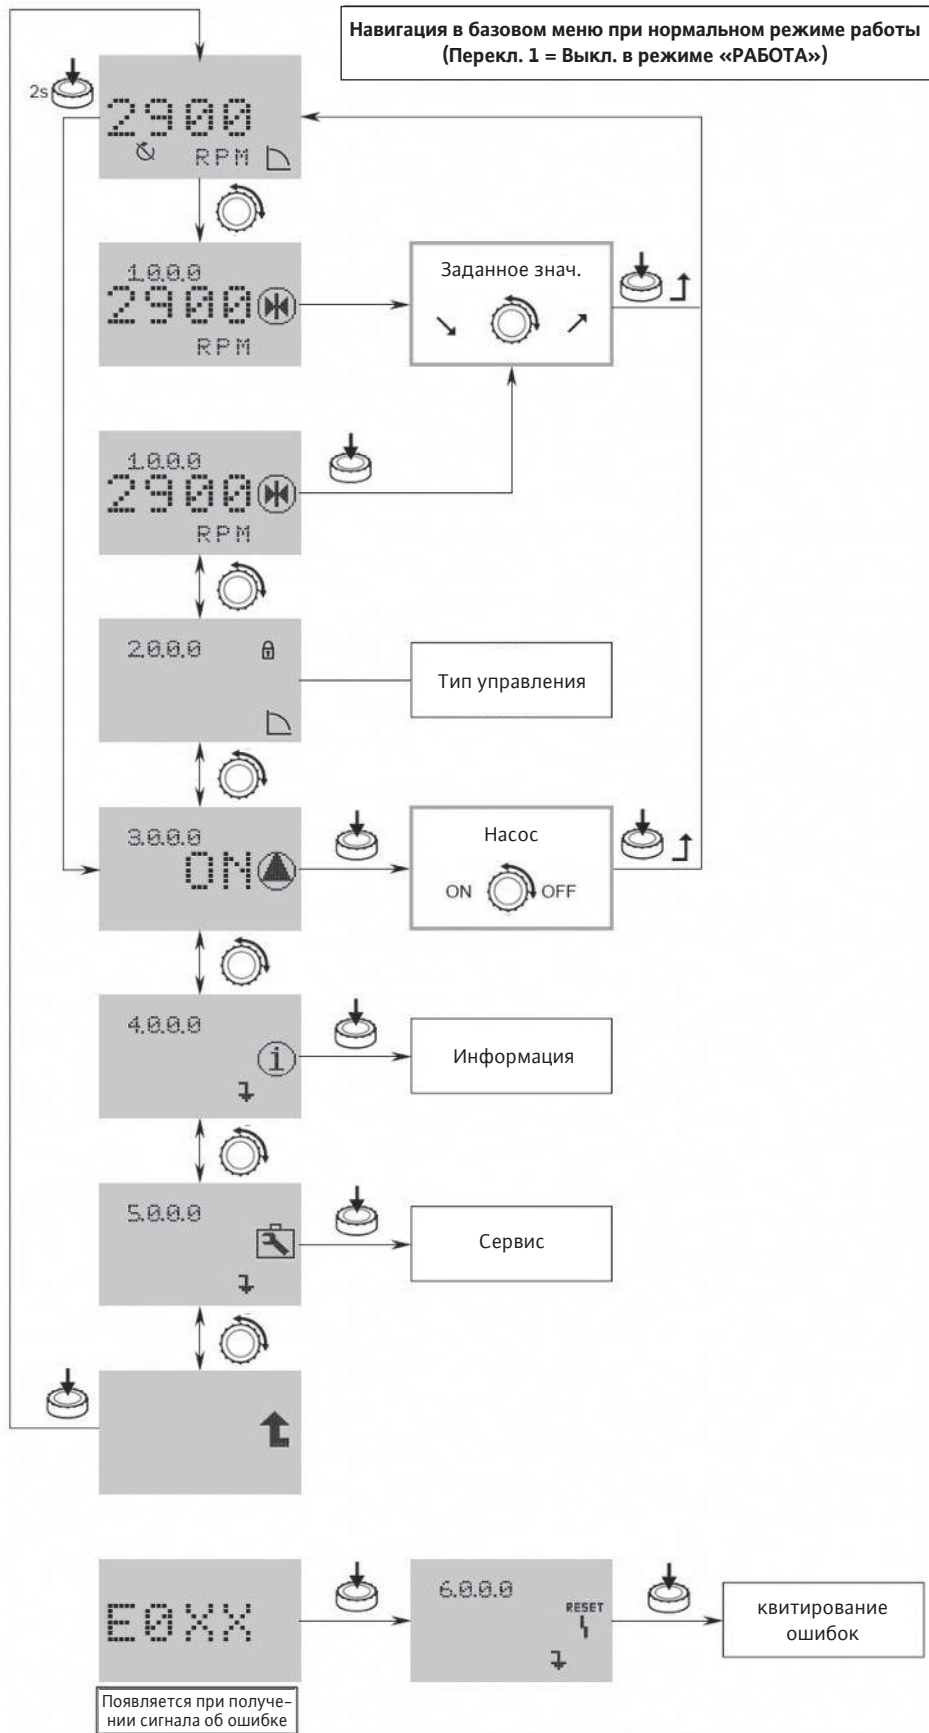 Навигация в базовом меню при нормальном режиме работы
(Перекл. 1 = Выкл. в режиме «РАБОТА»)
2s
2900
RPM
1.0.0.0
2900
RPM
Заданное знач.
1.0.0.0
2900
RPM
2.0.0.0
Тип управления
3.0.0.0
ON
Насос
ON
OFF
4.0.0.0
i
Информация
5.0.0.0
Сервис
E0XX
6.0.0.0
RESET
квитирование
ошибок
Появляется при получе-
нии сигнала об ошибке